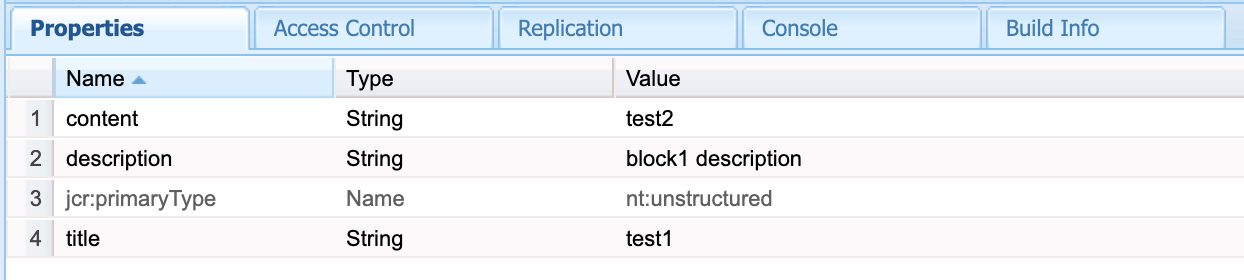 Properties Access Control Replication Console Build Info
Name Type Value
1 content String test2
2 description String block1 description
3 jcr:primaryType Name nt:unstructured
4 title String test1